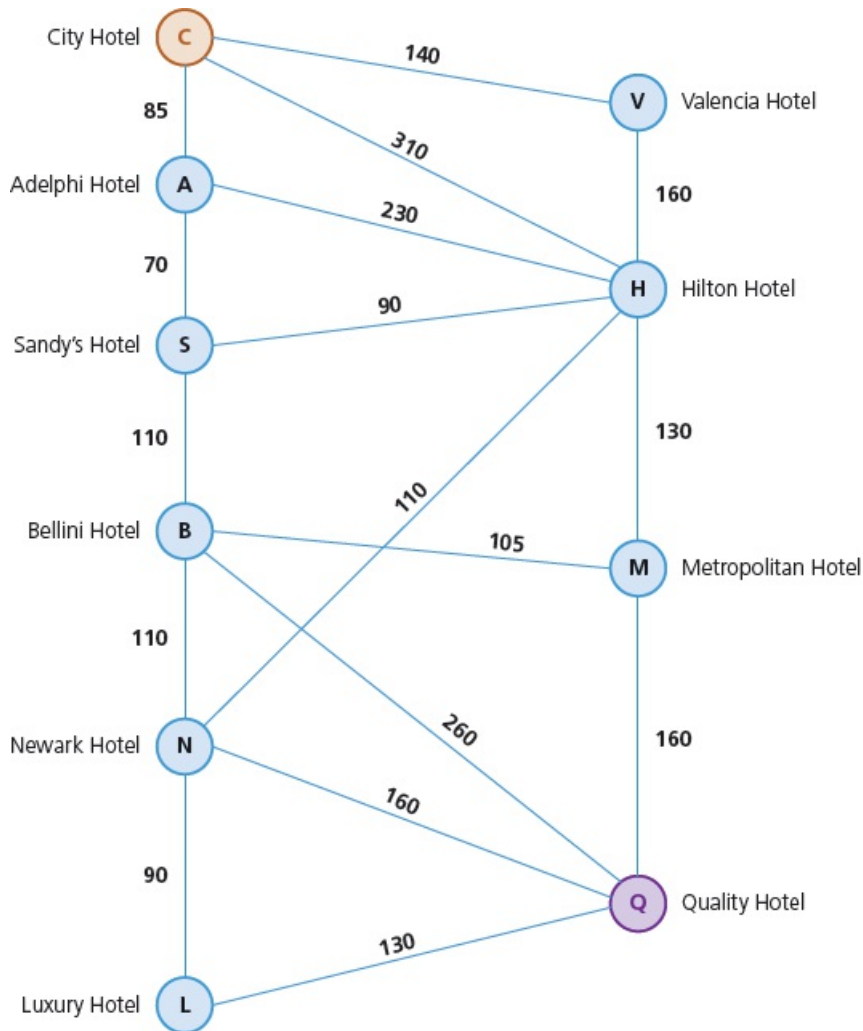 City Hotel
C
140
V
Valencia Hotel
85
310
Adelphi Hotel
A
230
160
70
H
Hilton Hotel
90
Sandy's Hotel
S
110
130
110
Bellini Hotel
B
105
M
Metropolitan Hotel
110
260
160
Newark Hotel
N
160
90
Q
Quality Hotel
130
Luxury Hotel
L